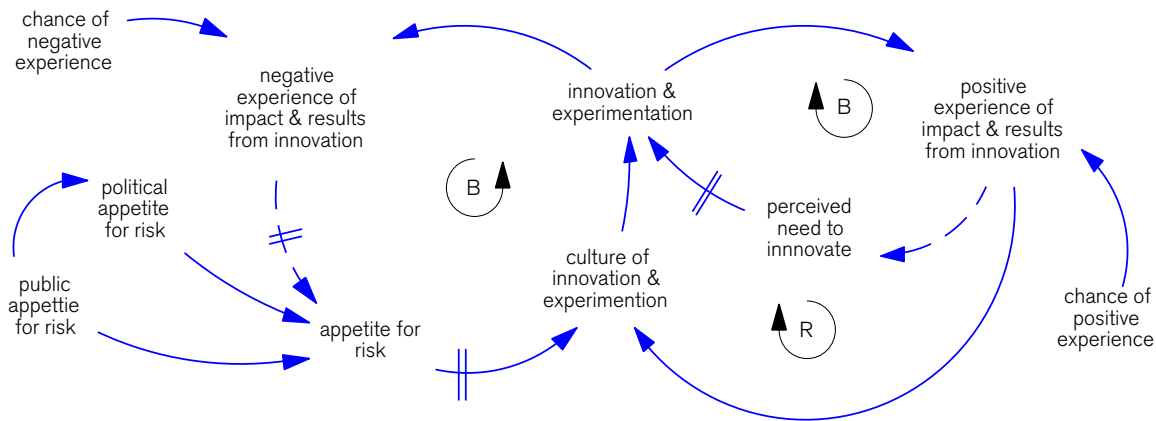 chance of
negative
experience
negative
experience of
impact & results
from innovation
innovation &
experimentation
B
positive
experience of
impact & results
from innovation
political
appetite
for risk
B
perceived
need to
innnovate
public
appettie
for risk
culture of
innovation &
experimention
chance of
positive
experience
appetite for
risk
R